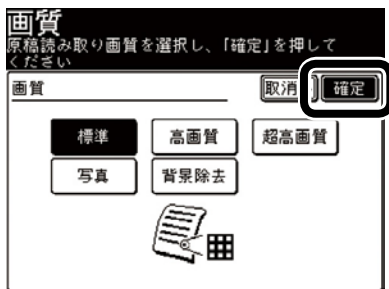 画質
原稿読み取り画質を選択し、「確定」を押して
ください
画質 取消 確定
標準 高画質 超高画質
写真 背景除去